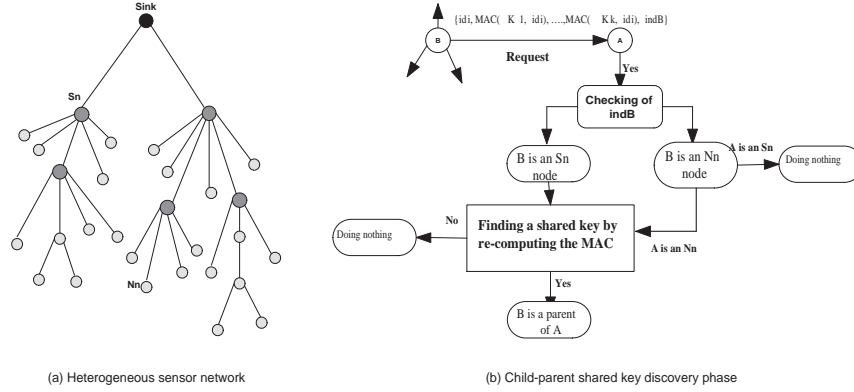 Sink
Sn
Nn
(a) Heterogeneous sensor network
{idi, MAC( K 1, idi), ...,MAC( Kk, idi), indB}
B
A
Request
Yes
Checking of
indB
B is an Sn
node
B is an Nn
node
A is an Sn
Doing nothing
No
Doing nothing
Finding a shared key by
re-computing the MAC
A is an Nn
Yes
B is a parent
of A
(b) Child-parent shared key discovery phase